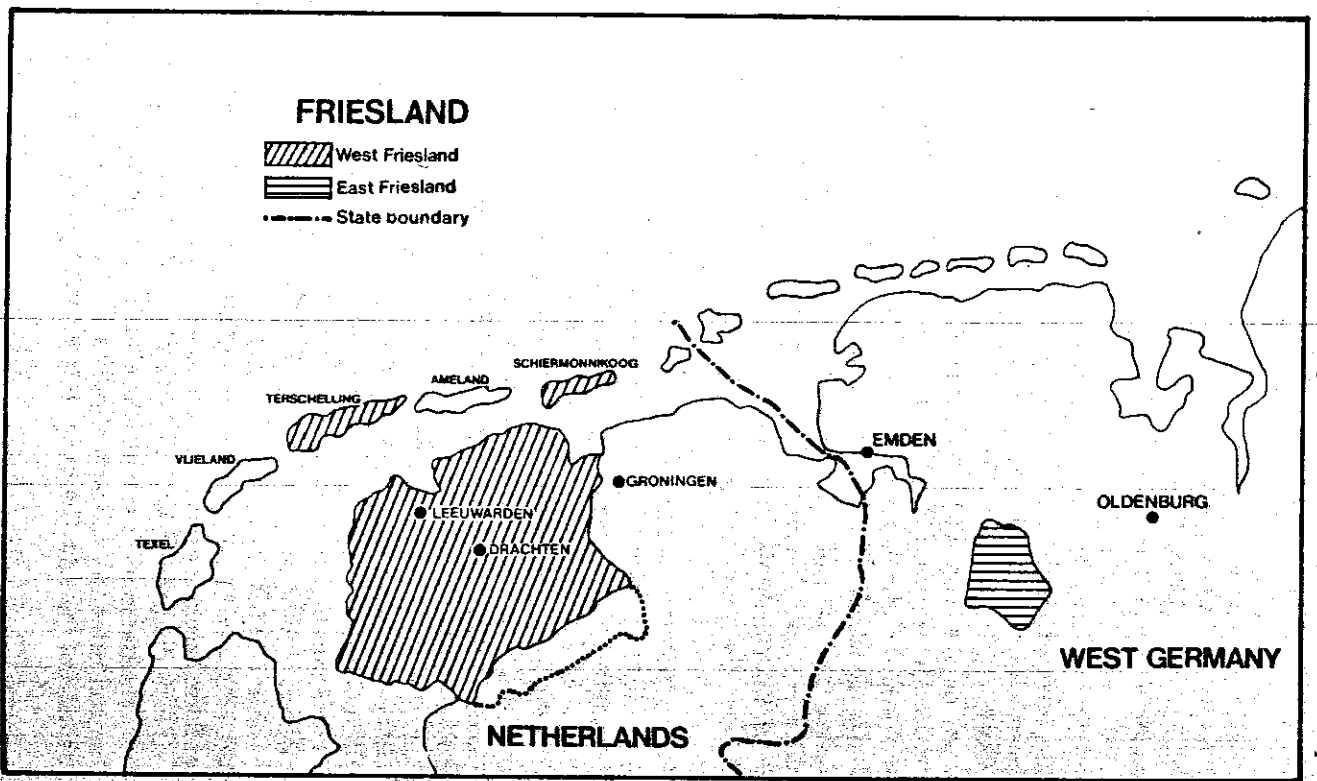 FRIESLAND
West Friesland
East Friesland
State boundary
SCHIERMONNIKOOG
AMELAND
TERSCHELLING
VLIELAND
TEXEL
EMDEN
GRONINGEN
LEEUWARDEN
OLDENBURG
DRACHTEN
WEST GERMANY
NETHERLANDS